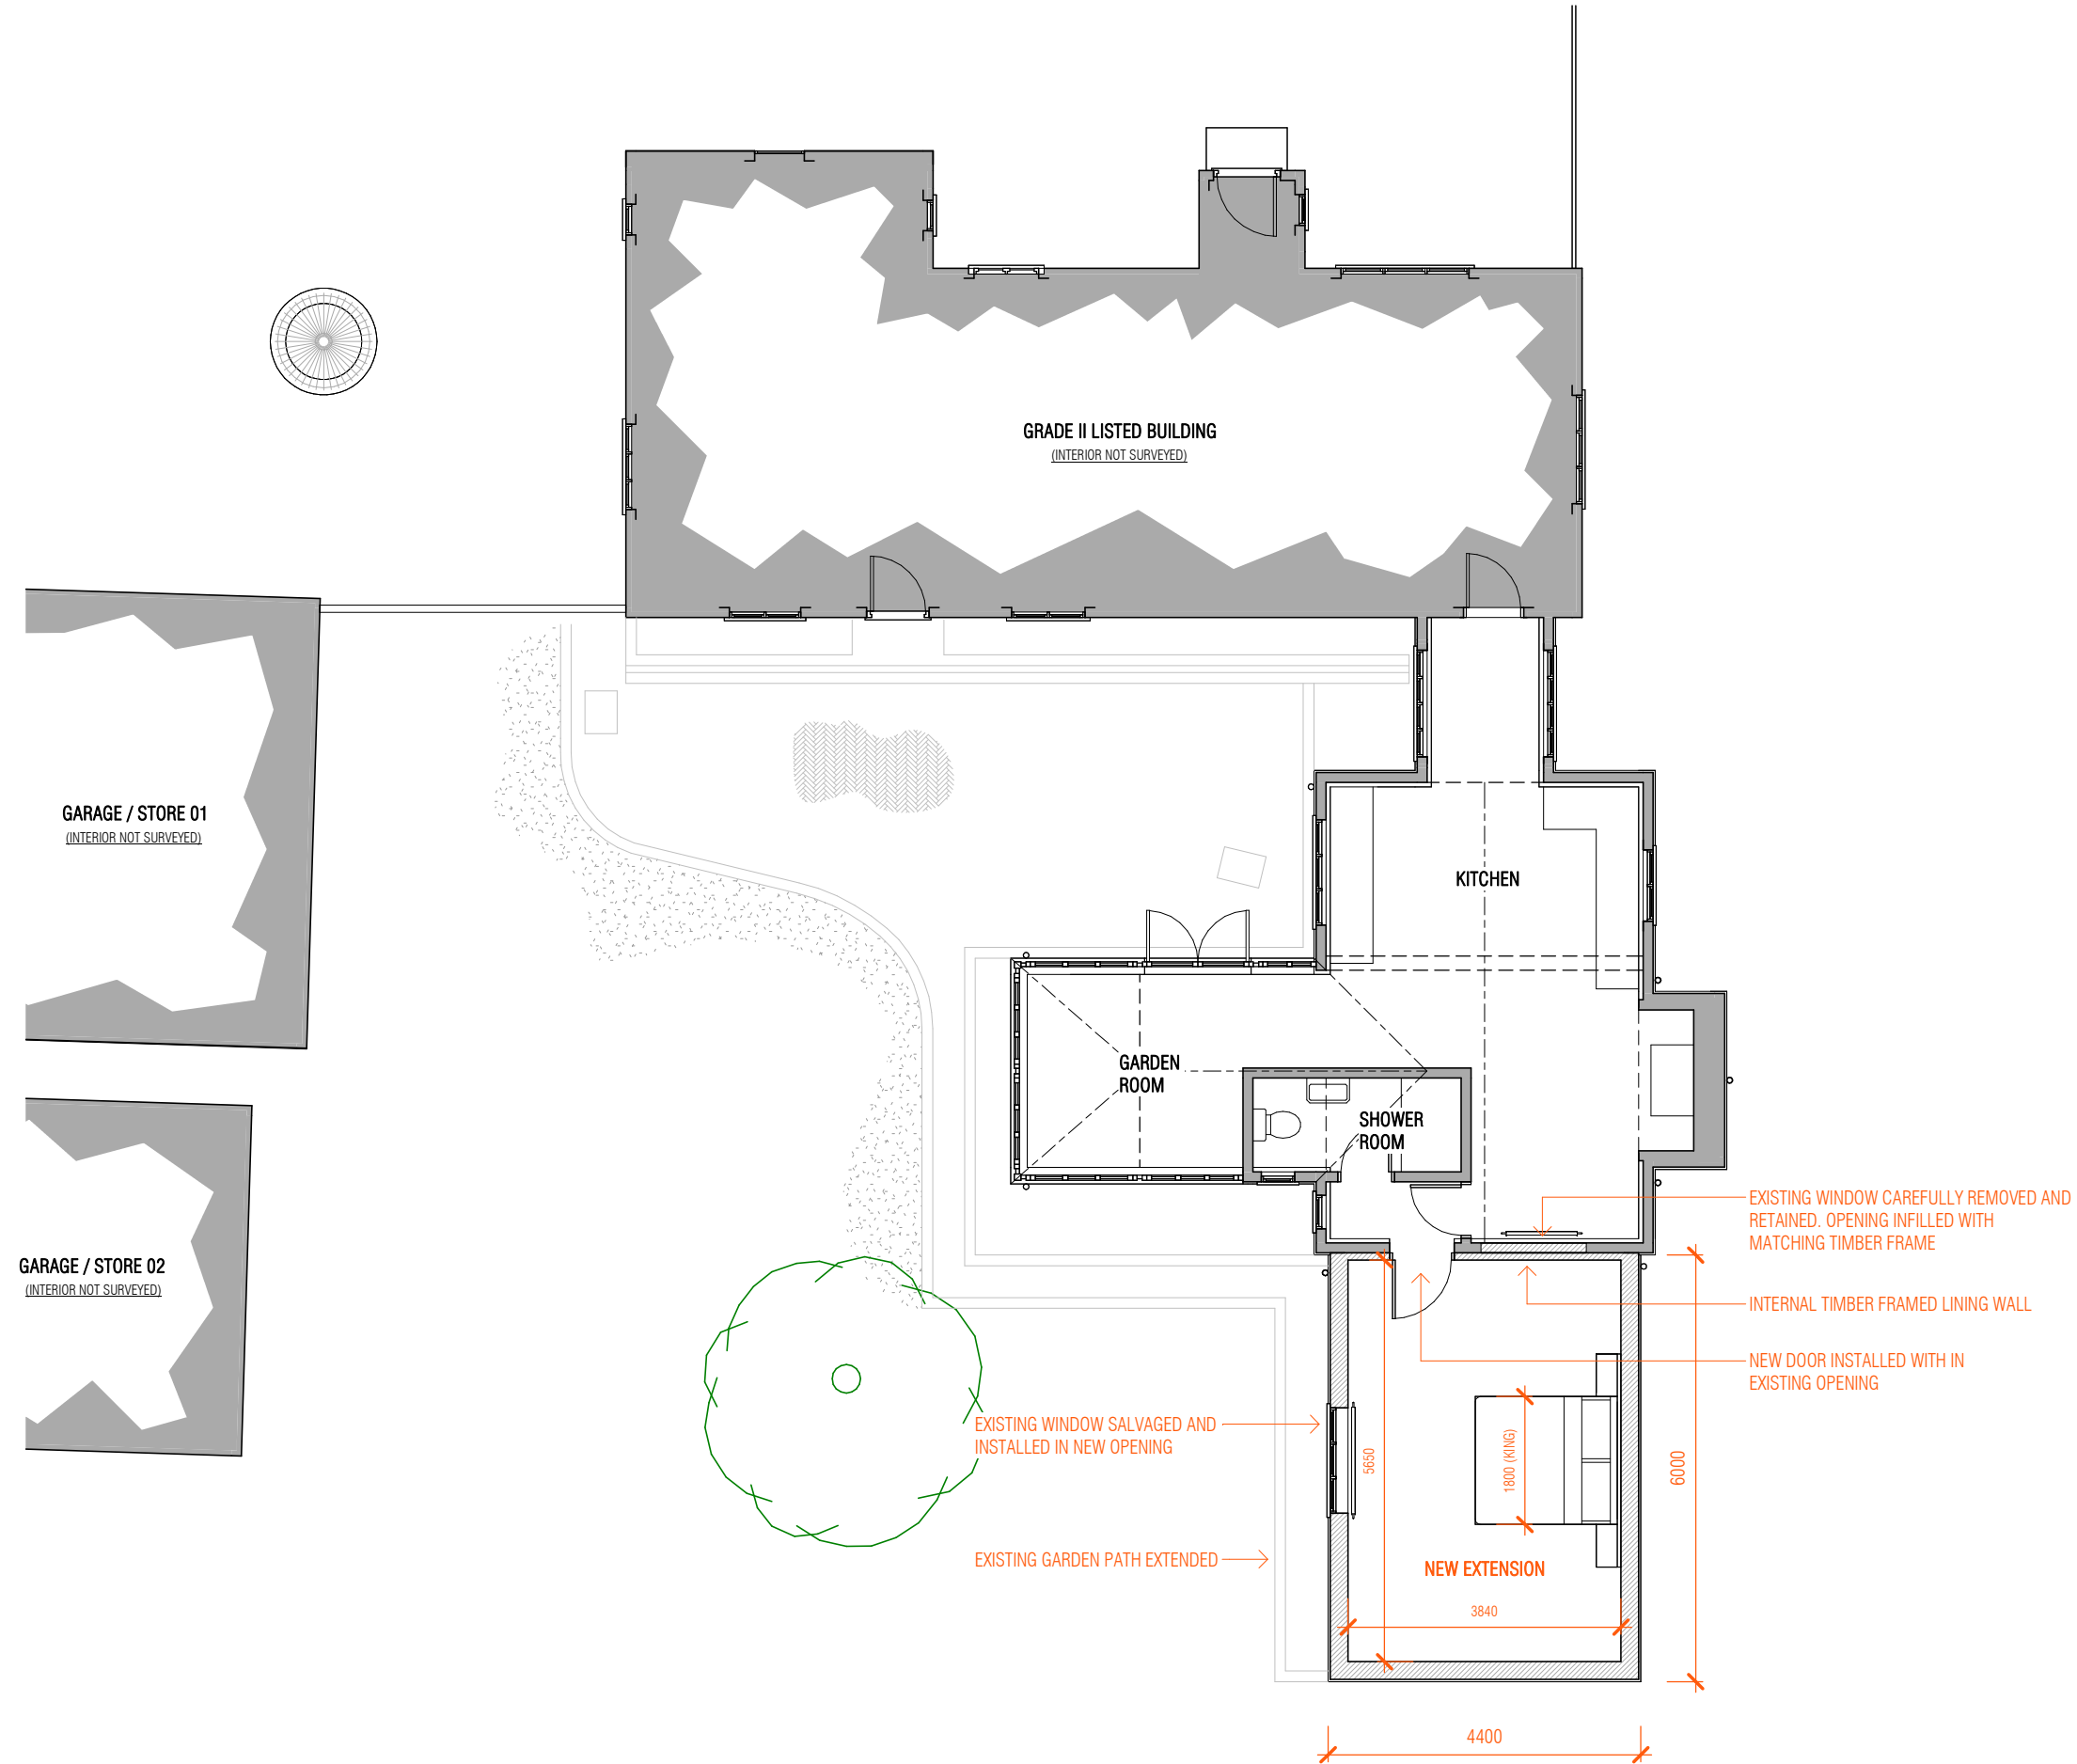 GRADE II LISTED BUILDING
(INTERIOR NOT SURVEYED)
GARAGE / STORE 01
(INTERIOR NOT SURVEYED)
KITCHEN
GARDEN
ROOM
SHOWER
ROOM
GARAGE / STORE 02
(INTERIOR NOT SURVEYED)
EXISTING WINDOW CAREFULLY REMOVED AND
RETAINED. OPENING INFILLED WITH
MATCHING TIMBER FRAME
INTERNAL TIMBER FRAMED LINING WALL
NEW DOOR INSTALLED WITH IN
EXISTING OPENING
EXISTING WINDOW SALVAGED AND
INSTALLED IN NEW OPENING
5650
1800 (KING)
6000
EXISTING GARDEN PATH EXTENDED
NEW EXTENSION
3840
4400